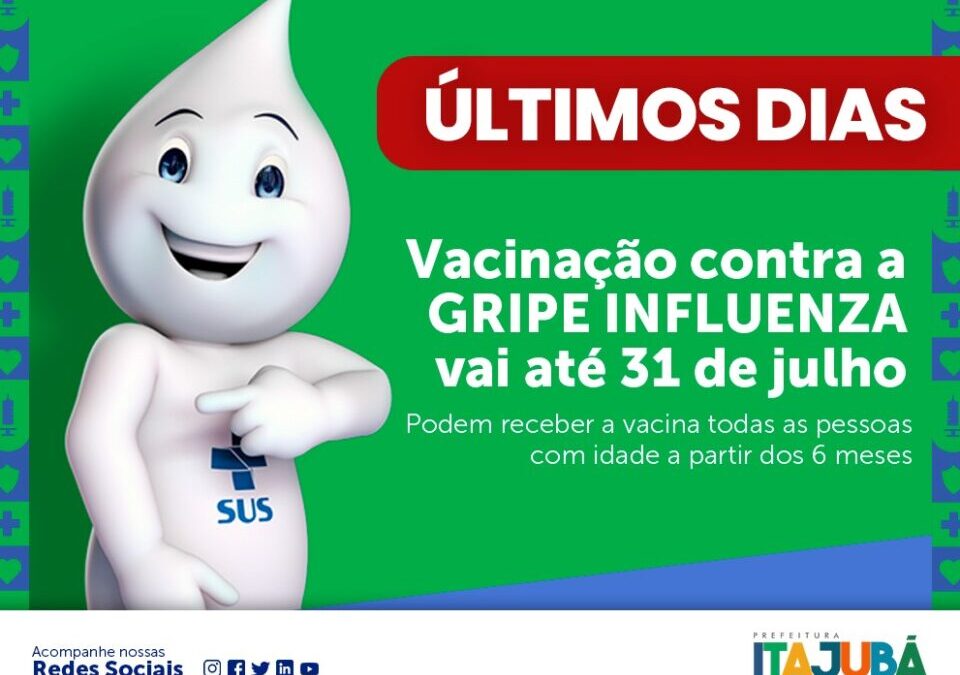 ÚLTIMOS DIAS
Vacinação contra a
GRIPE INFLUENZA
vai até 31 de julho
Podem receber a vacina todas as pessoas
com idade a partir dos 6 meses
SUS
Acompanhe nossas
Redes Sociais
PREFEITURA
ITAJUBÁ